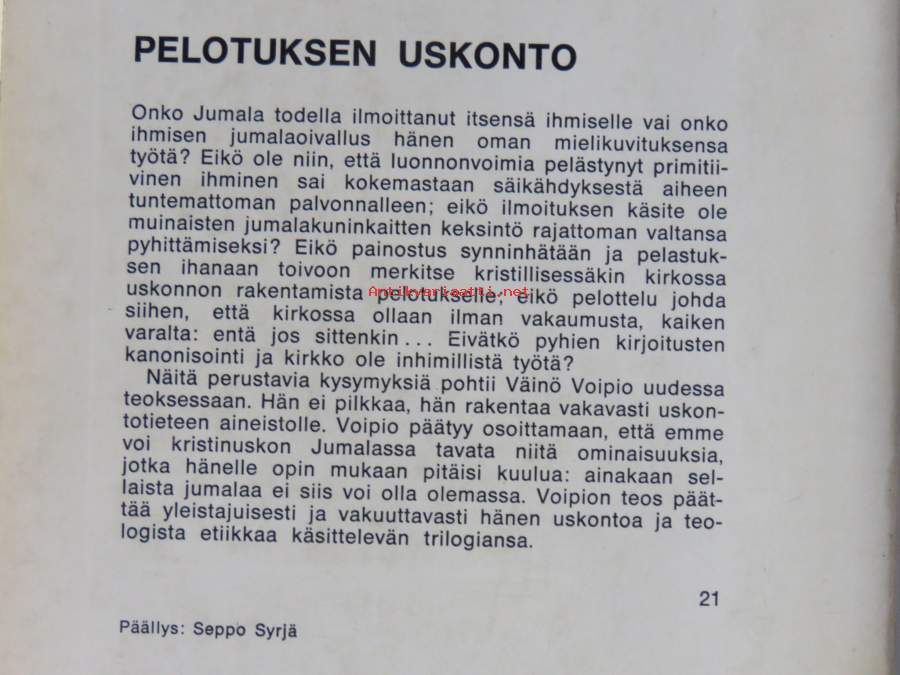 PELOTUKSEN USKONTO
Onko Jumala todella ilmoittanut itsensä ihmiselle vai onko
ihmisen jumalaoivallus hänen oman mielikuvituksensa
työtä? Eikö ole niin, että luonnonvoimia pelästynyt primitii-
vinen ihminen sai kokemastaan säikähdyksestä aiheen
tuntemattoman palvonnalleen; eikö ilmoituksen käsite ole
muinaisten jumalakuninkaitten keksintö rajattoman valtansa
pyhittämiseksi? Eikö painostus synninhätään ja pelastuk-
sen ihanaan toivoon merkitse kristillisessäkin kirkossa
uskonnon rakentamista pelotukselle; eikö pelottelu johda
siihen, että kirkossa ollaan ilman vakaumusta, kaiken
varalta: entä jos sittenkin... Eivätkö pyhien kirjoitusten
kanonisointi ja kirkko ole inhimillistä työtä?
Näitä perustavia kysymyksiä pohtii Väinö Voipio uudessa
teoksessaan. Hän ei pilkkaa, hän rakentaa vakavasti uskon-
totieteen aineistolle. Voipio päätyy osoittamaan, että emme
voi kristinuskon Jumalassa tavata niitä ominaisuuksia,
jotka hänelle opin mukaan pitäisi kuulua: ainakaan sel-
laista jumalaa ei siis voi olla olemassa. Voipion teos päät-
tää yleistajuisesti ja vakuuttavasti hänen uskontoa ja teo-
logista etiikkaa käsittelevän trilogiansa.
21
Päällys: Seppo Syrjä
Antikvariaatti.net